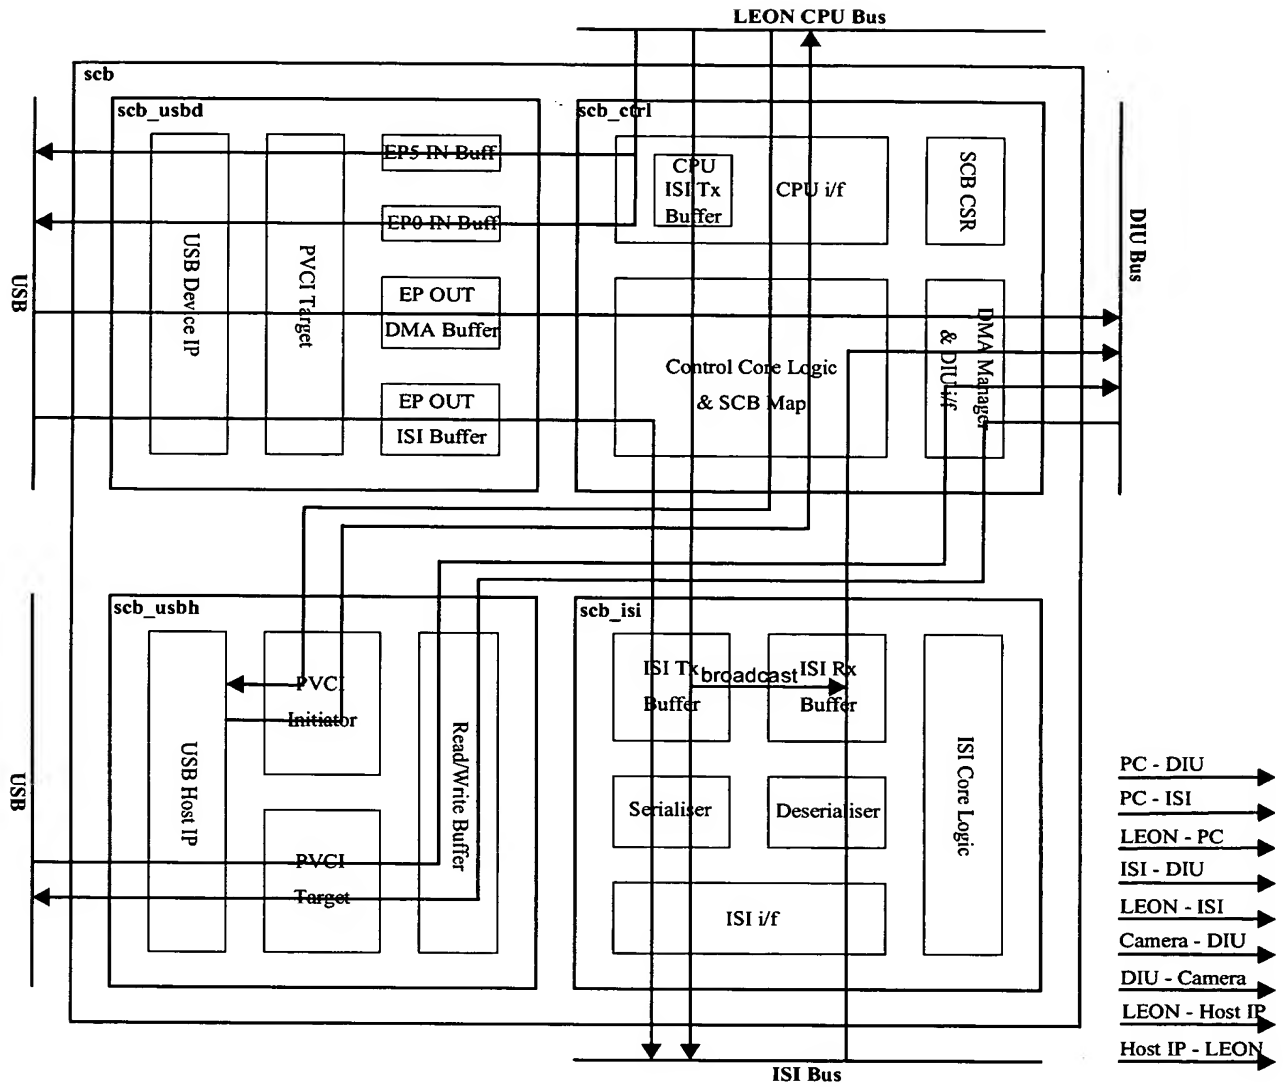 LEON CPU Bus
scb
scb_usbd
scb_ctrl
EP5 IN Buff
EP0 IN Buff
EP OUT
DMA Buffer
EP OUT
ISI Buffer
USB Device IP
PVCI Target
USB
CPU
ISI Tx
Buffer
CPU i/f
SCB CSR
Control Core Logic
& SCB Map
DMA Manager
& DIU i/f
DIU Bus
scb_usbh
scb_isi
PVCI
Initiator
PVCI
Target
USB Host IP
Read/Write Buffer
USB
ISI Tx
Buffer
broadcast
ISI Rx
Buffer
Serialiser
Deserialiser
ISI i/f
ISI Core Logic
PC - DIU
PC - ISI
LEON - PC
ISI - DIU
LEON - ISI
Camera - DIU
DIU - Camera
LEON - Host IP
Host IP - LEON
ISI Bus